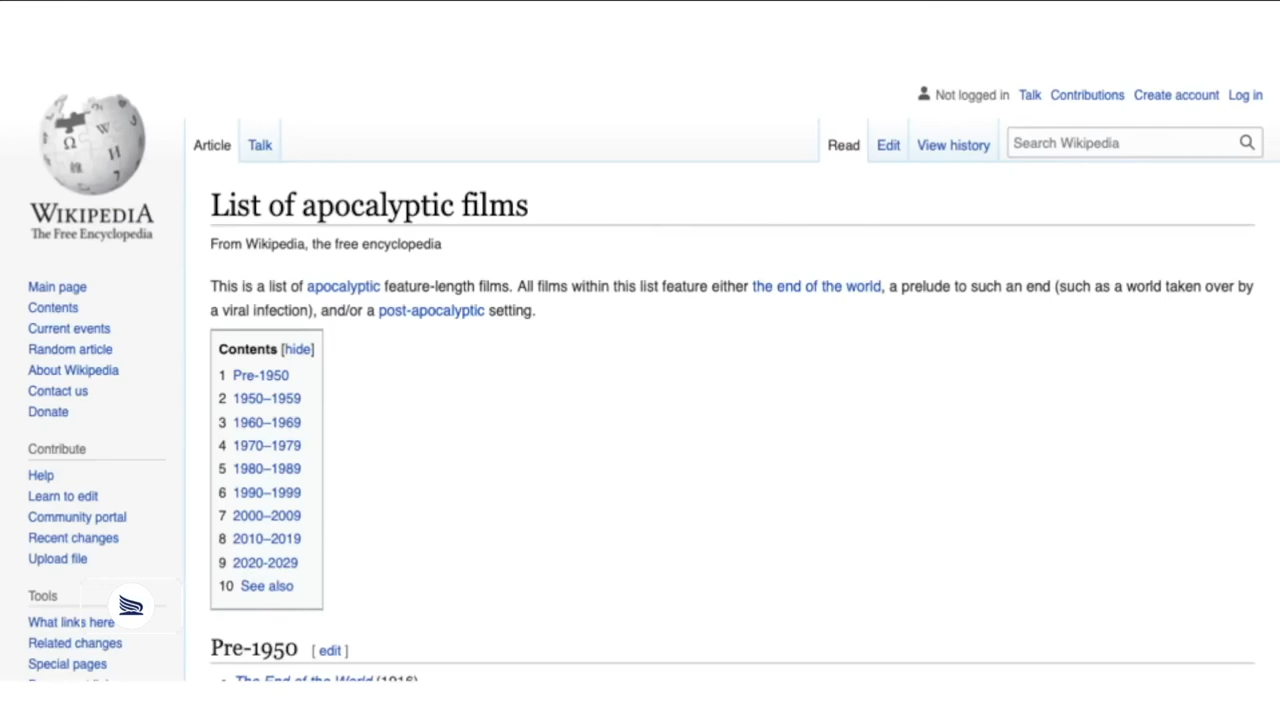 Not logged in Talk Contributions Create account Log in
Article Talk Read Edit View history Search Wikipedia
WIKIPEDIA
The Free Encyclopedia
List of apocalyptic films
From Wikipedia, the free encyclopedia
This is a list of apocalyptic feature-length films. All films within this list feature either the end of the world, a prelude to such an end (such as a world taken over by
a viral infection), and/or a post-apocalyptic setting.
Main page
Contents
Current events
Random article
About Wikipedia
Contact us
Donate
Contribute
Help
Learn to edit
Community portal
Recent changes
Upload file
Tools
What links here
Related changes
Special pages
Contents [hide]
1 Pre-1950
2 1950–1959
3 1960–1969
4 1970–1979
5 1980–1989
6 1990–1999
7 2000–2009
8 2010–2019
9 2020-2029
10 See also
Pre-1950 [ edit ]
The End of the World (1916)